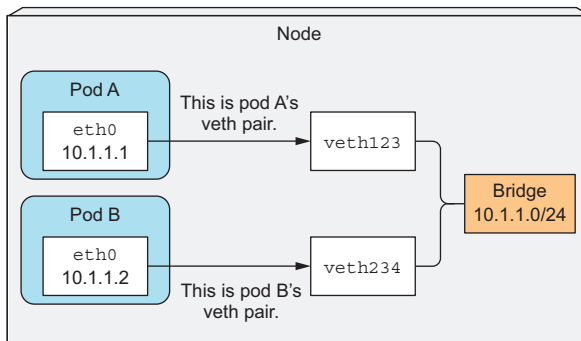 Node
Pod A
eth0
10.1.1.1
This is pod A's
veth pair.
veth123
Bridge
10.1.1.0/24
Pod B
eth0
10.1.1.2
This is pod B's
veth pair.
veth234